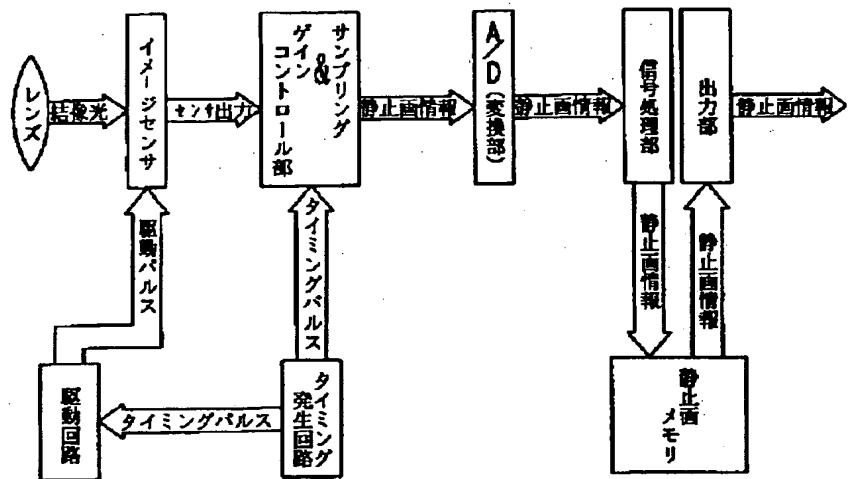 レンズ
結像光
イメージセンサ
センサ出力
サンプリング
&
ゲイン
コントロール部
静止画情報
A/D(変換部)
静止画情報
信号処理部
出力部
静止画情報
駆動パルス
タイミングパルス
静止画情報
静止画情報
駆動回路
タイミングパルス
タイミング
発生回路
静止画
メモリ